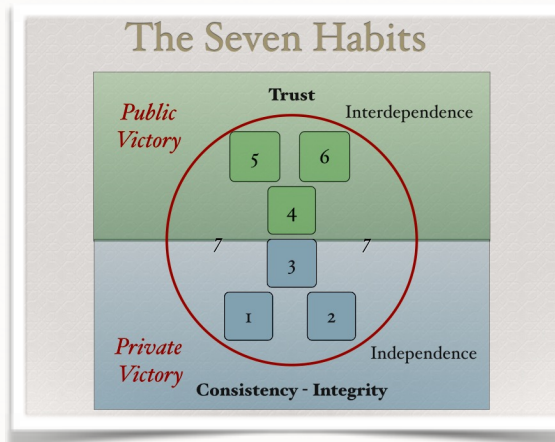 The Seven Habits
Trust
Public
Victory
Interdependence
5 6
4
7 7
3
1 2
Private
Victory
Independence
Consistency - Integrity